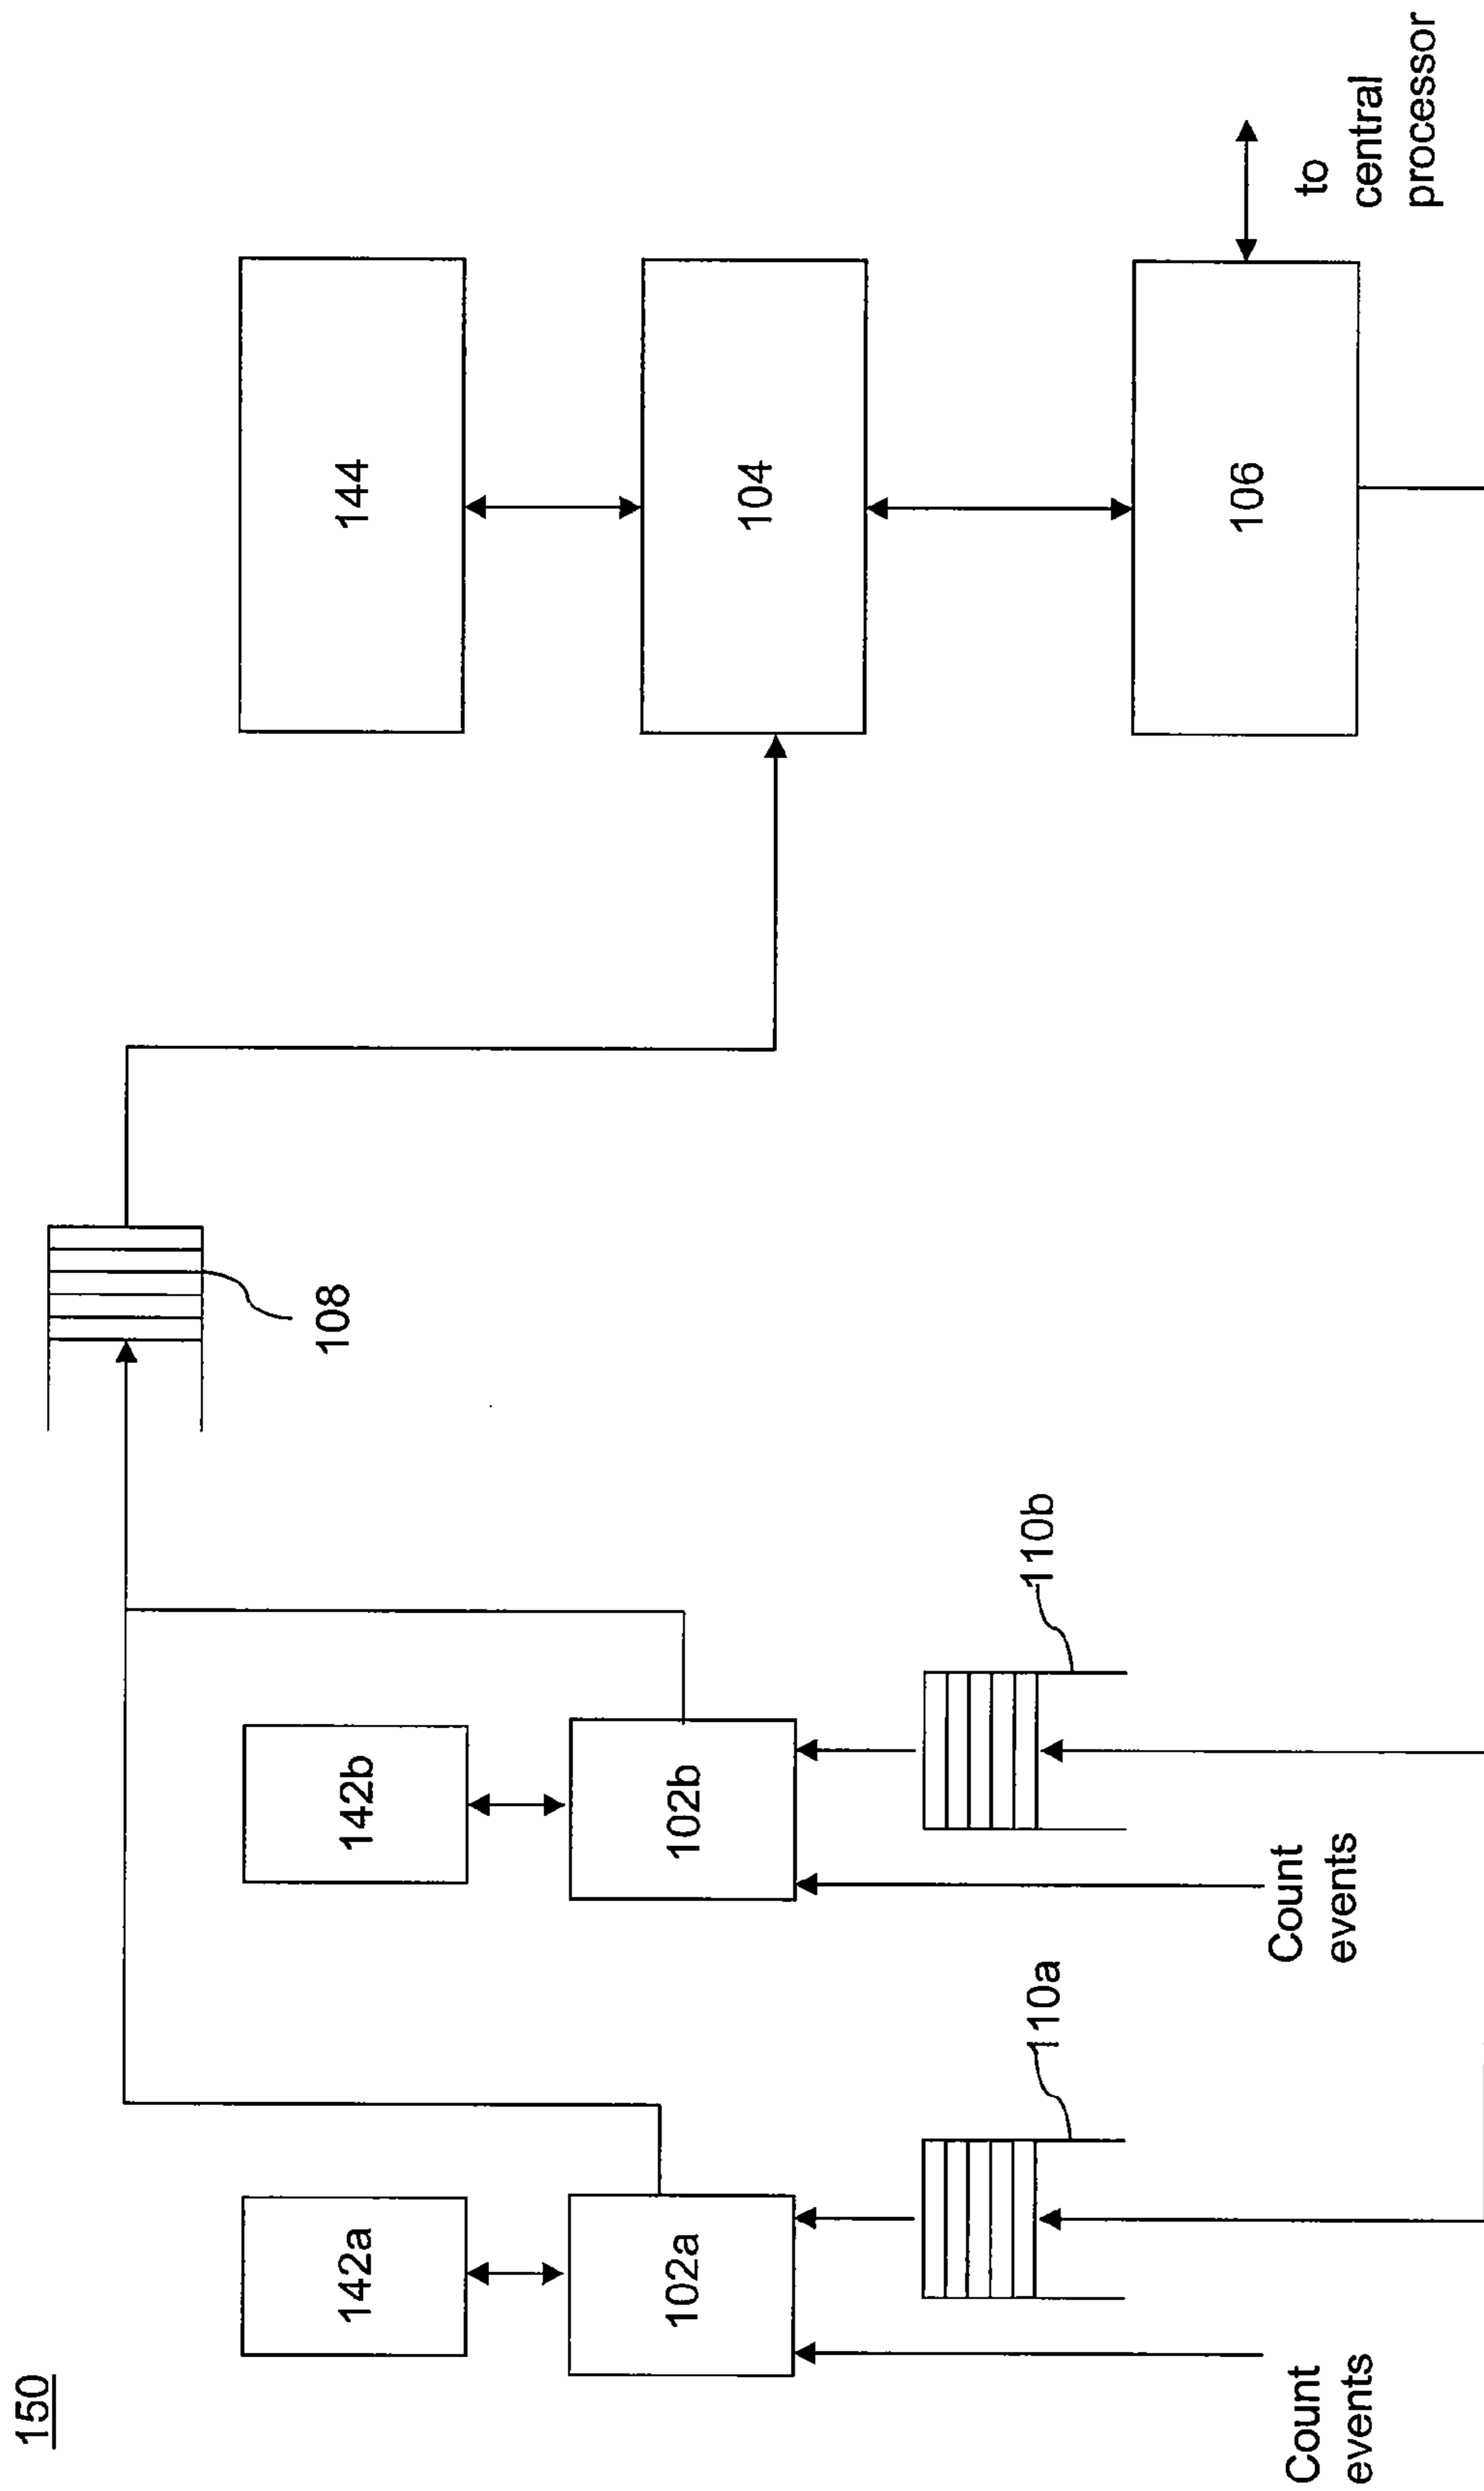 150
142a
142b
108
144
102a
102b
104
110a
110b
106
Count
events
Count
events
to
central
processor